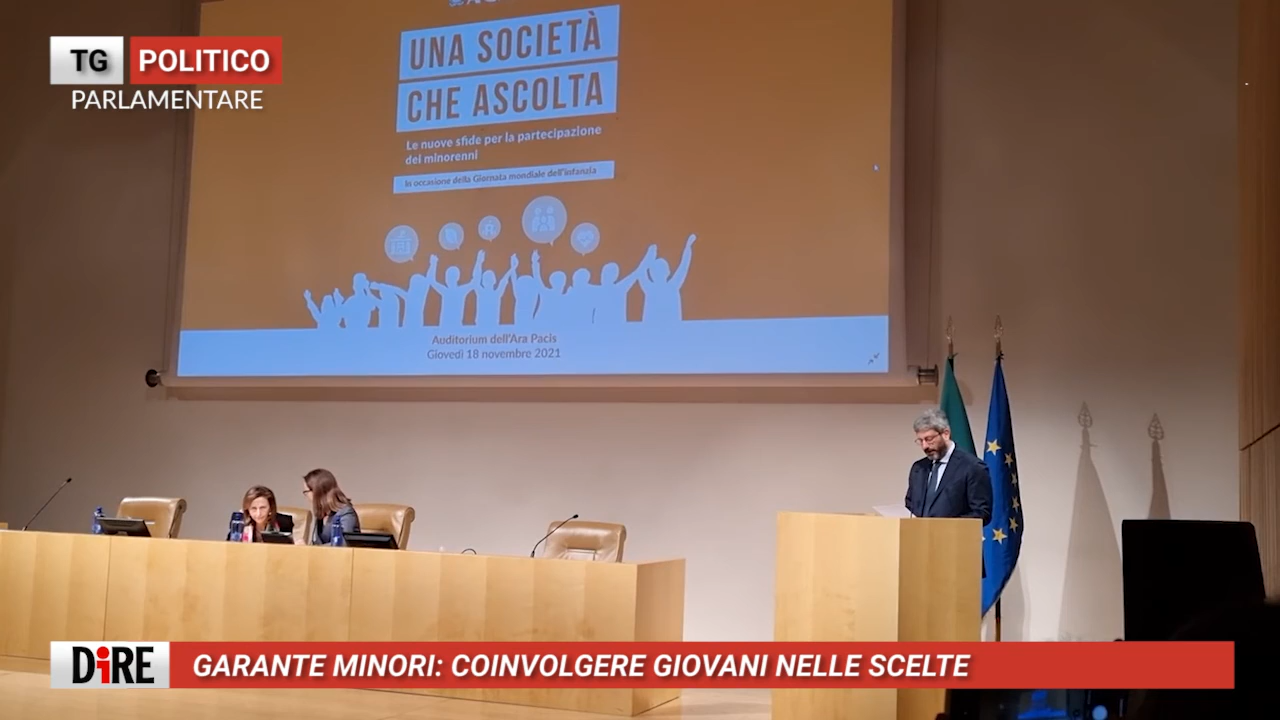 TG POLITICO
PARLAMENTARE
UNA SOCIETÀ
CHE ASCOLTA
Le nuove sfide per la partecipazione
dei minorenni
In occasione della Giornata mondiale dell'infanzia
Auditorium dell'Ara Pacis
Giovedì 18 novembre 2021
DiRE
GARANTE MINORI: COINVOLGERE GIOVANI NELLE SCELTE